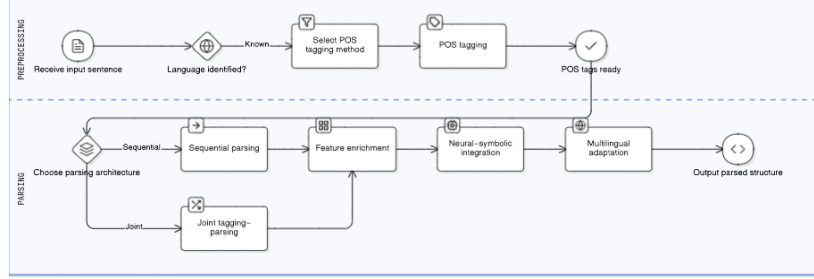 PREPROCESSING
Receive input sentence
Language identified?
Known
Select POS
tagging method
POS tagging
POS tags ready
PARSING
Choose parsing architecture
Sequential
Sequential parsing
Feature enrichment
Neural-symbolic
integration
Multilingual
adaptation
Output parsed structure
Joint
Joint tagging-
parsing